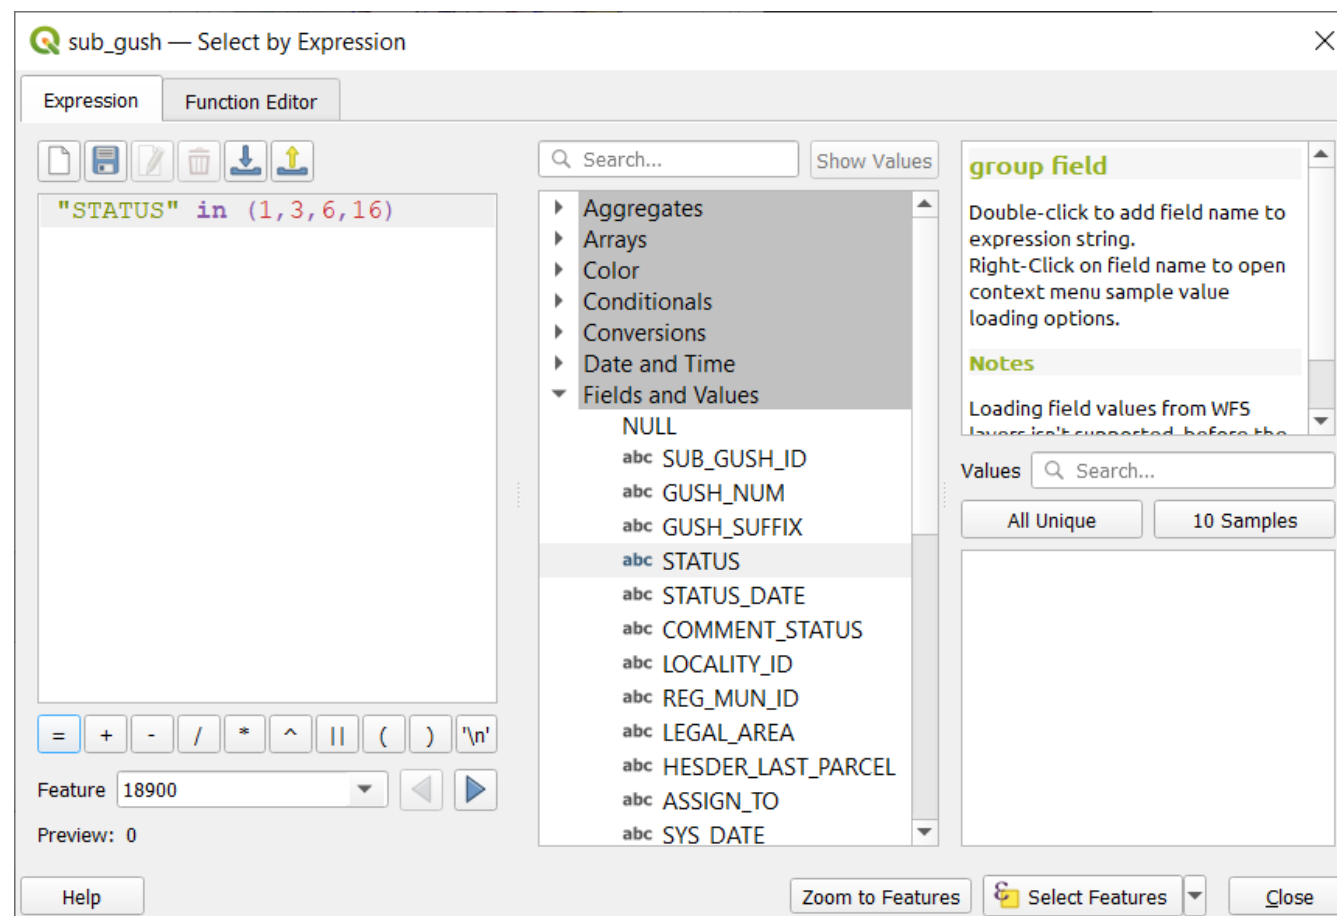 sub_gush — Select by Expression
Expression
Function Editor
"STATUS" in (1,3,6,16)
= + - / * ^ || ( ) '\n'
Feature 18900
Preview: 0
Search...
Show Values
Aggregates
Arrays
Color
Conditionals
Conversions
Date and Time
Fields and Values
NULL
abc SUB_GUSH_ID
abc GUSH_NUM
abc GUSH_SUFFIX
abc STATUS
abc STATUS_DATE
abc COMMENT_STATUS
abc LOCALITY_ID
abc REG_MUN_ID
abc LEGAL_AREA
abc HESDER_LAST_PARCEL
abc ASSIGN_TO
abc SYS_DATE
group field
Double-click to add field name to
expression string.
Right-Click on field name to open
context menu sample value
loading options.
Notes
Loading field values from WFS
layers isn't supported, before the
Values Search...
All Unique
10 Samples
Help
Zoom to Features
Select Features
Close